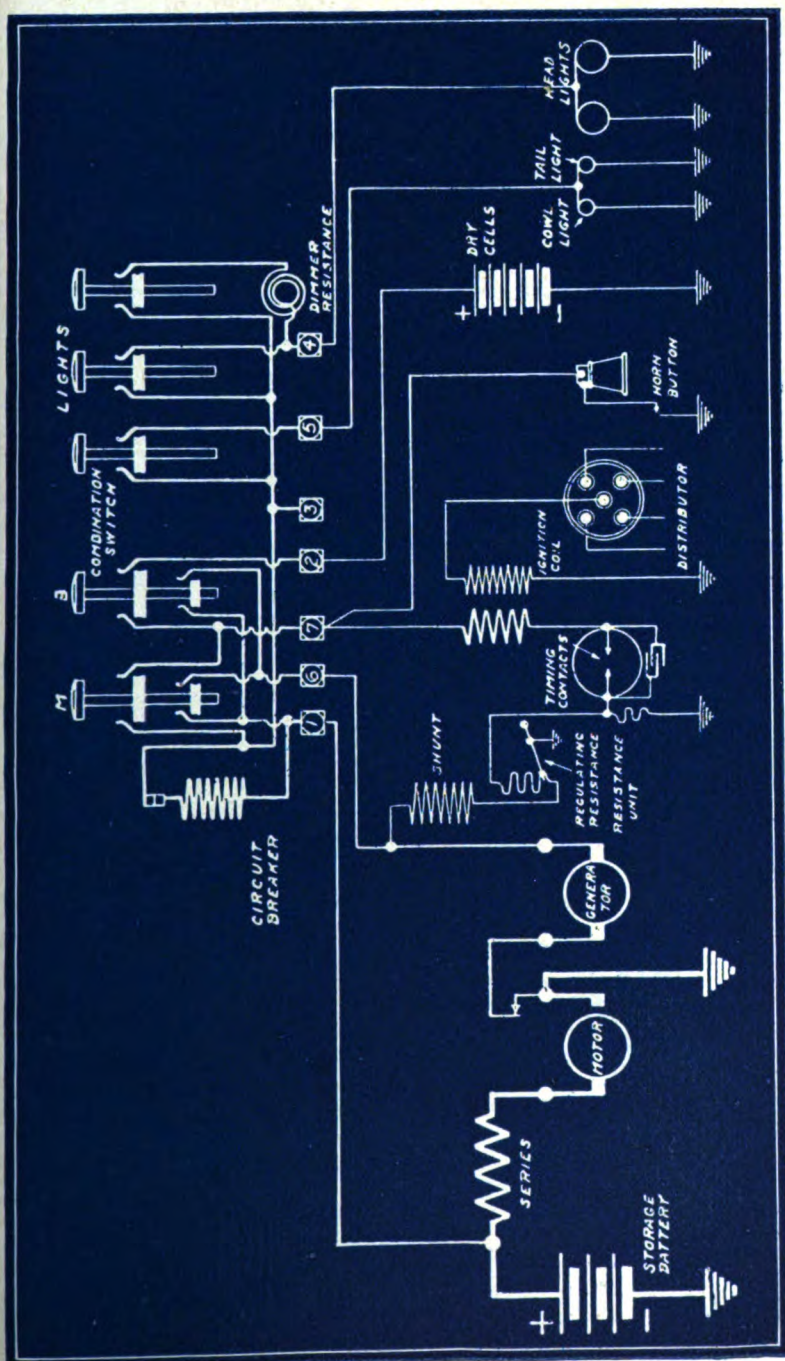 M
B
LIGHTS
COMBINATION
SWITCH
CIRCUIT
BREAKER
1
6
7
2
3
5
4
DIMMER
RESISTANCE
SHUNT
+
SERIES
MOTOR
GENERA
TOR
REGULATING
RESISTANCE
RESISTANCE
UNIT
TIMING
CONTACTS
IGNITION
COIL
DISTRIBUTOR
HORN
BUTTON
+
DRY
CELLS
-
COWL
LIGHT
TAIL
LIGHT
HEAD
LIGHTS
-
STORAGE
BATTERY